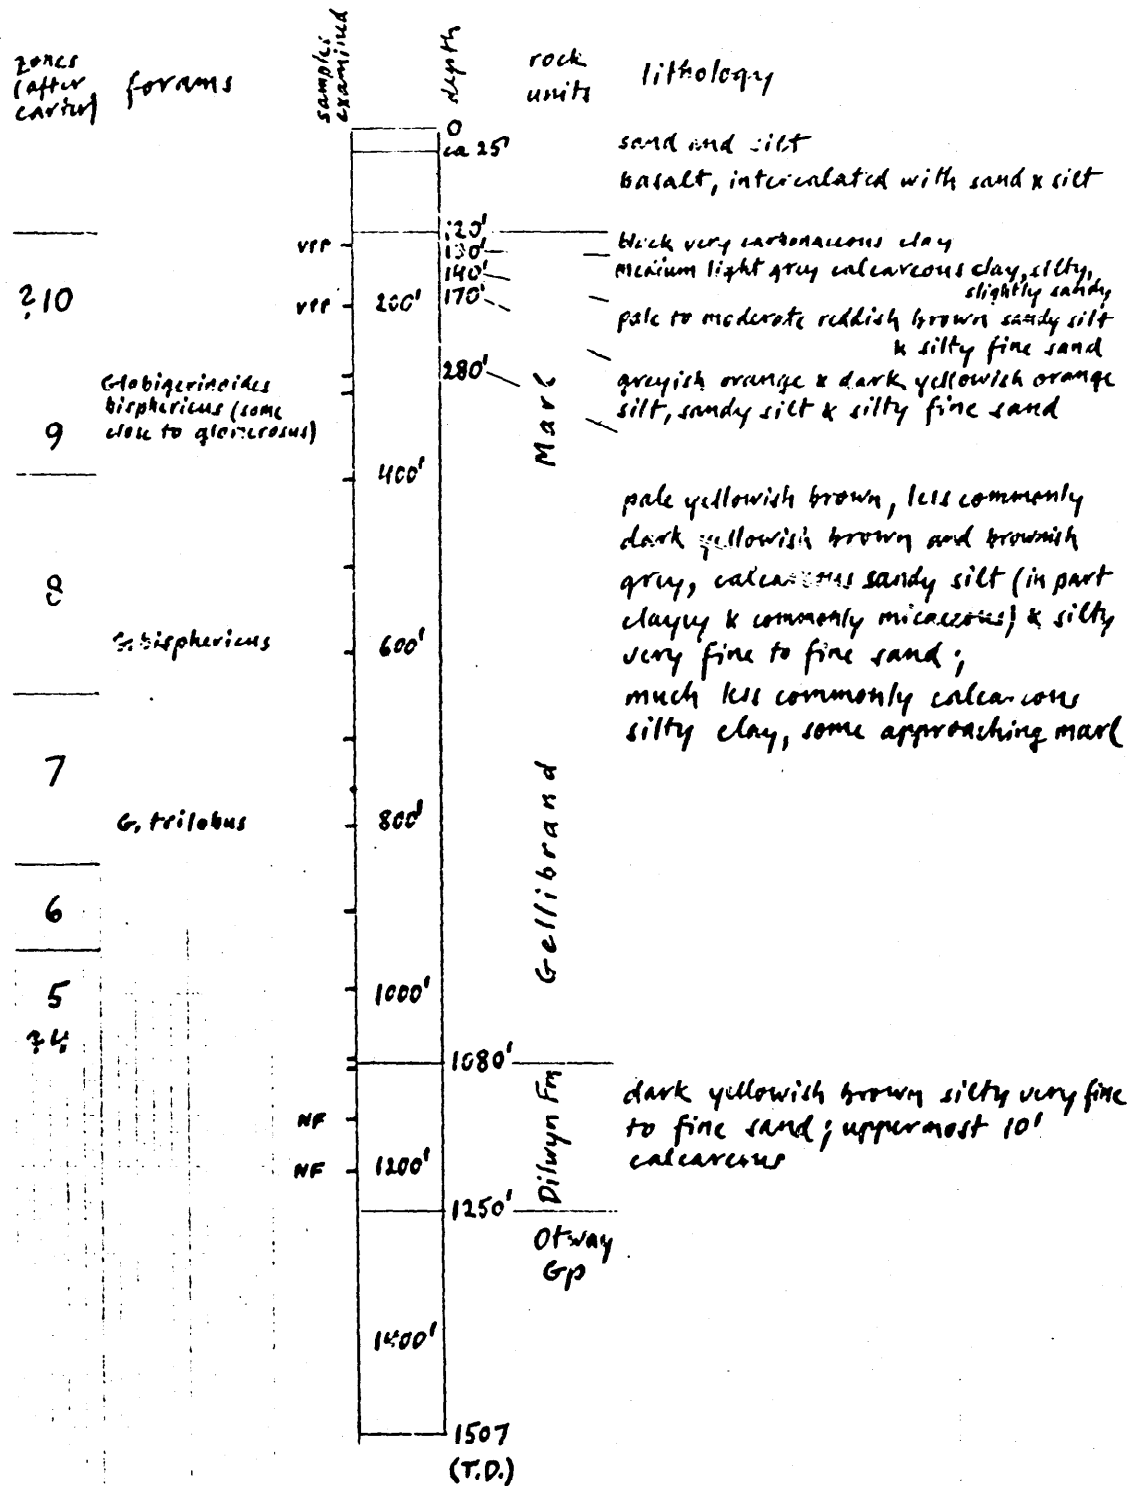 zones
(after
carter)
forams
samples
examined
depth
rock
units
lithology
0
ca 25'
sand and silt
basalt, intercalated with sand & silt
120'
130'
140'
170'
200'
280'
black very carbonaceous clay
medium light grey calcareous clay, silty,
slightly sandy
pale to moderate reddish brown sandy silt
& silty fine sand
greyish orange & dark yellowish orange
silt, sandy silt & silty fine sand
?10
Globigerinoides
bisphericus (some
close to glomerosus)
9
400'
pale yellowish brown, less commonly
dark yellowish brown and brownish
grey, calcareous sandy silt (in part
clayey & commonly micaceous) & silty
very fine to fine sand;
much less commonly calcareous
silty clay, some approaching marl
8
G. bisphericus
600'
7
G. trilobus
800'
6
Gellibrand Marl
5
?4
1000'
1080'
Dilwyn Fm
dark yellowish brown silty very fine
to fine sand; uppermost 10'
calcareous
NF
NF
1200'
1250'
Otway
Gp
1400'
1507
(T.D.)